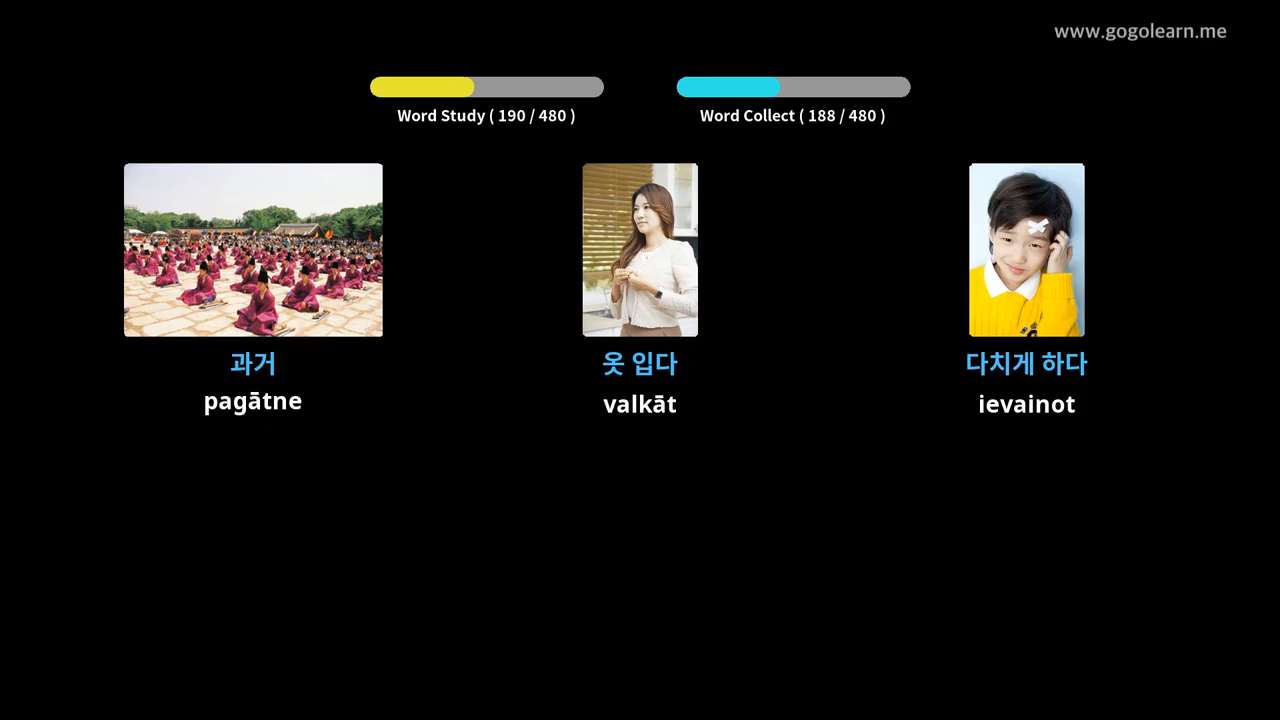 www.gogolearn.me
Word Study ( 190 / 480 )
Word Collect ( 188 / 480 )
과거
옷 입다
다치게 하다
pagātne
valkāt
ievainot